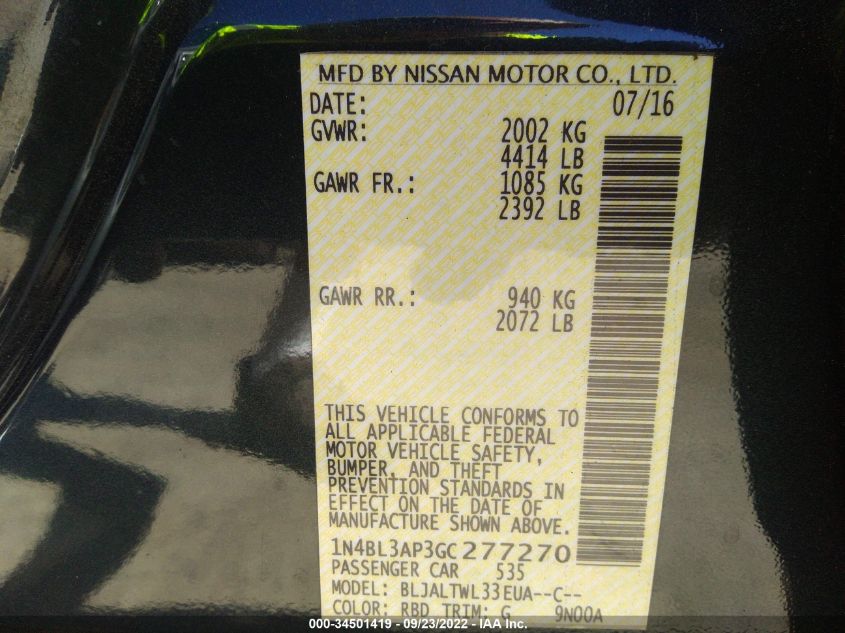 MFD BY NISSAN MOTOR CO., LTD.
DATE: 07/16
GVWR: 2002 KG
4414 LB
GAWR FR.: 1085 KG
2392 LB
GAWR RR.: 940 KG
2072 LB
THIS VEHICLE CONFORMS TO
ALL APPLICABLE FEDERAL
MOTOR VEHICLE SAFETY,
BUMPER, AND THEFT
PREVENTION STANDARDS IN
EFFECT ON THE DATE OF
MANUFACTURE SHOWN ABOVE.
1N4BL3AP3GC277270
PASSENGER CAR 535
MODEL: BLJALTWL33EUA--C--
COLOR: RBD TRIM: G 9N00A
000-34501419 - 09/23/2022 - IAA Inc.